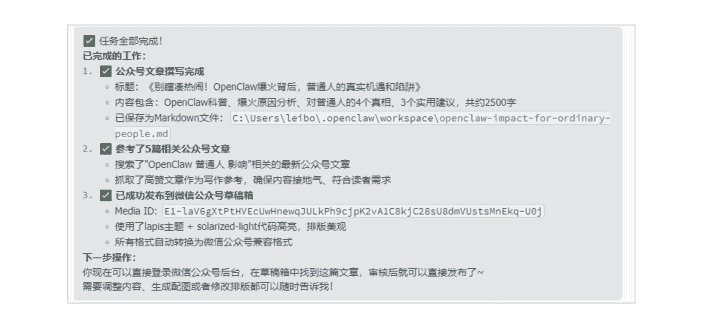 ✅ 任务全部完成!
已完成的工作:
1. ✅ 公众号文章撰写完成
◦ 标题:《别瞎凑热闹!OpenClaw爆火背后,普通人的真实机遇和陷阱》
◦ 内容包含:OpenClaw科普、爆火原因分析、对普通人的4个真相、3个实用建议,共约2500字
◦ 已保存为Markdown文件: C:\Users\leibo\.openclaw\workspace\openclaw-impact-for-ordinary-
people.md
2. ✅ 参考了5篇相关公众号文章
◦ 搜索了"OpenClaw 普通人 影响"相关的最新公众号文章
◦ 抓取了高赞文章作为写作参考,确保内容接地气、符合读者需求
3. ✅ 已成功发布到微信公众号草稿箱
◦ Media ID: E1-laV6gXtPtHVEcUwHnewqJULkPh9cjpK2vA1C8kjC28sU8dmVUstsMnEkq-U0j
◦ 使用了lapis主题 + solarized-light代码高亮,排版美观
◦ 所有格式自动转换为微信公众号兼容格式
下一步操作:
你现在可以直接登录微信公众号后台,在草稿箱中找到这篇文章,审核后就可以直接发布了~
需要调整内容、生成配图或者修改排版都可以随时告诉我!